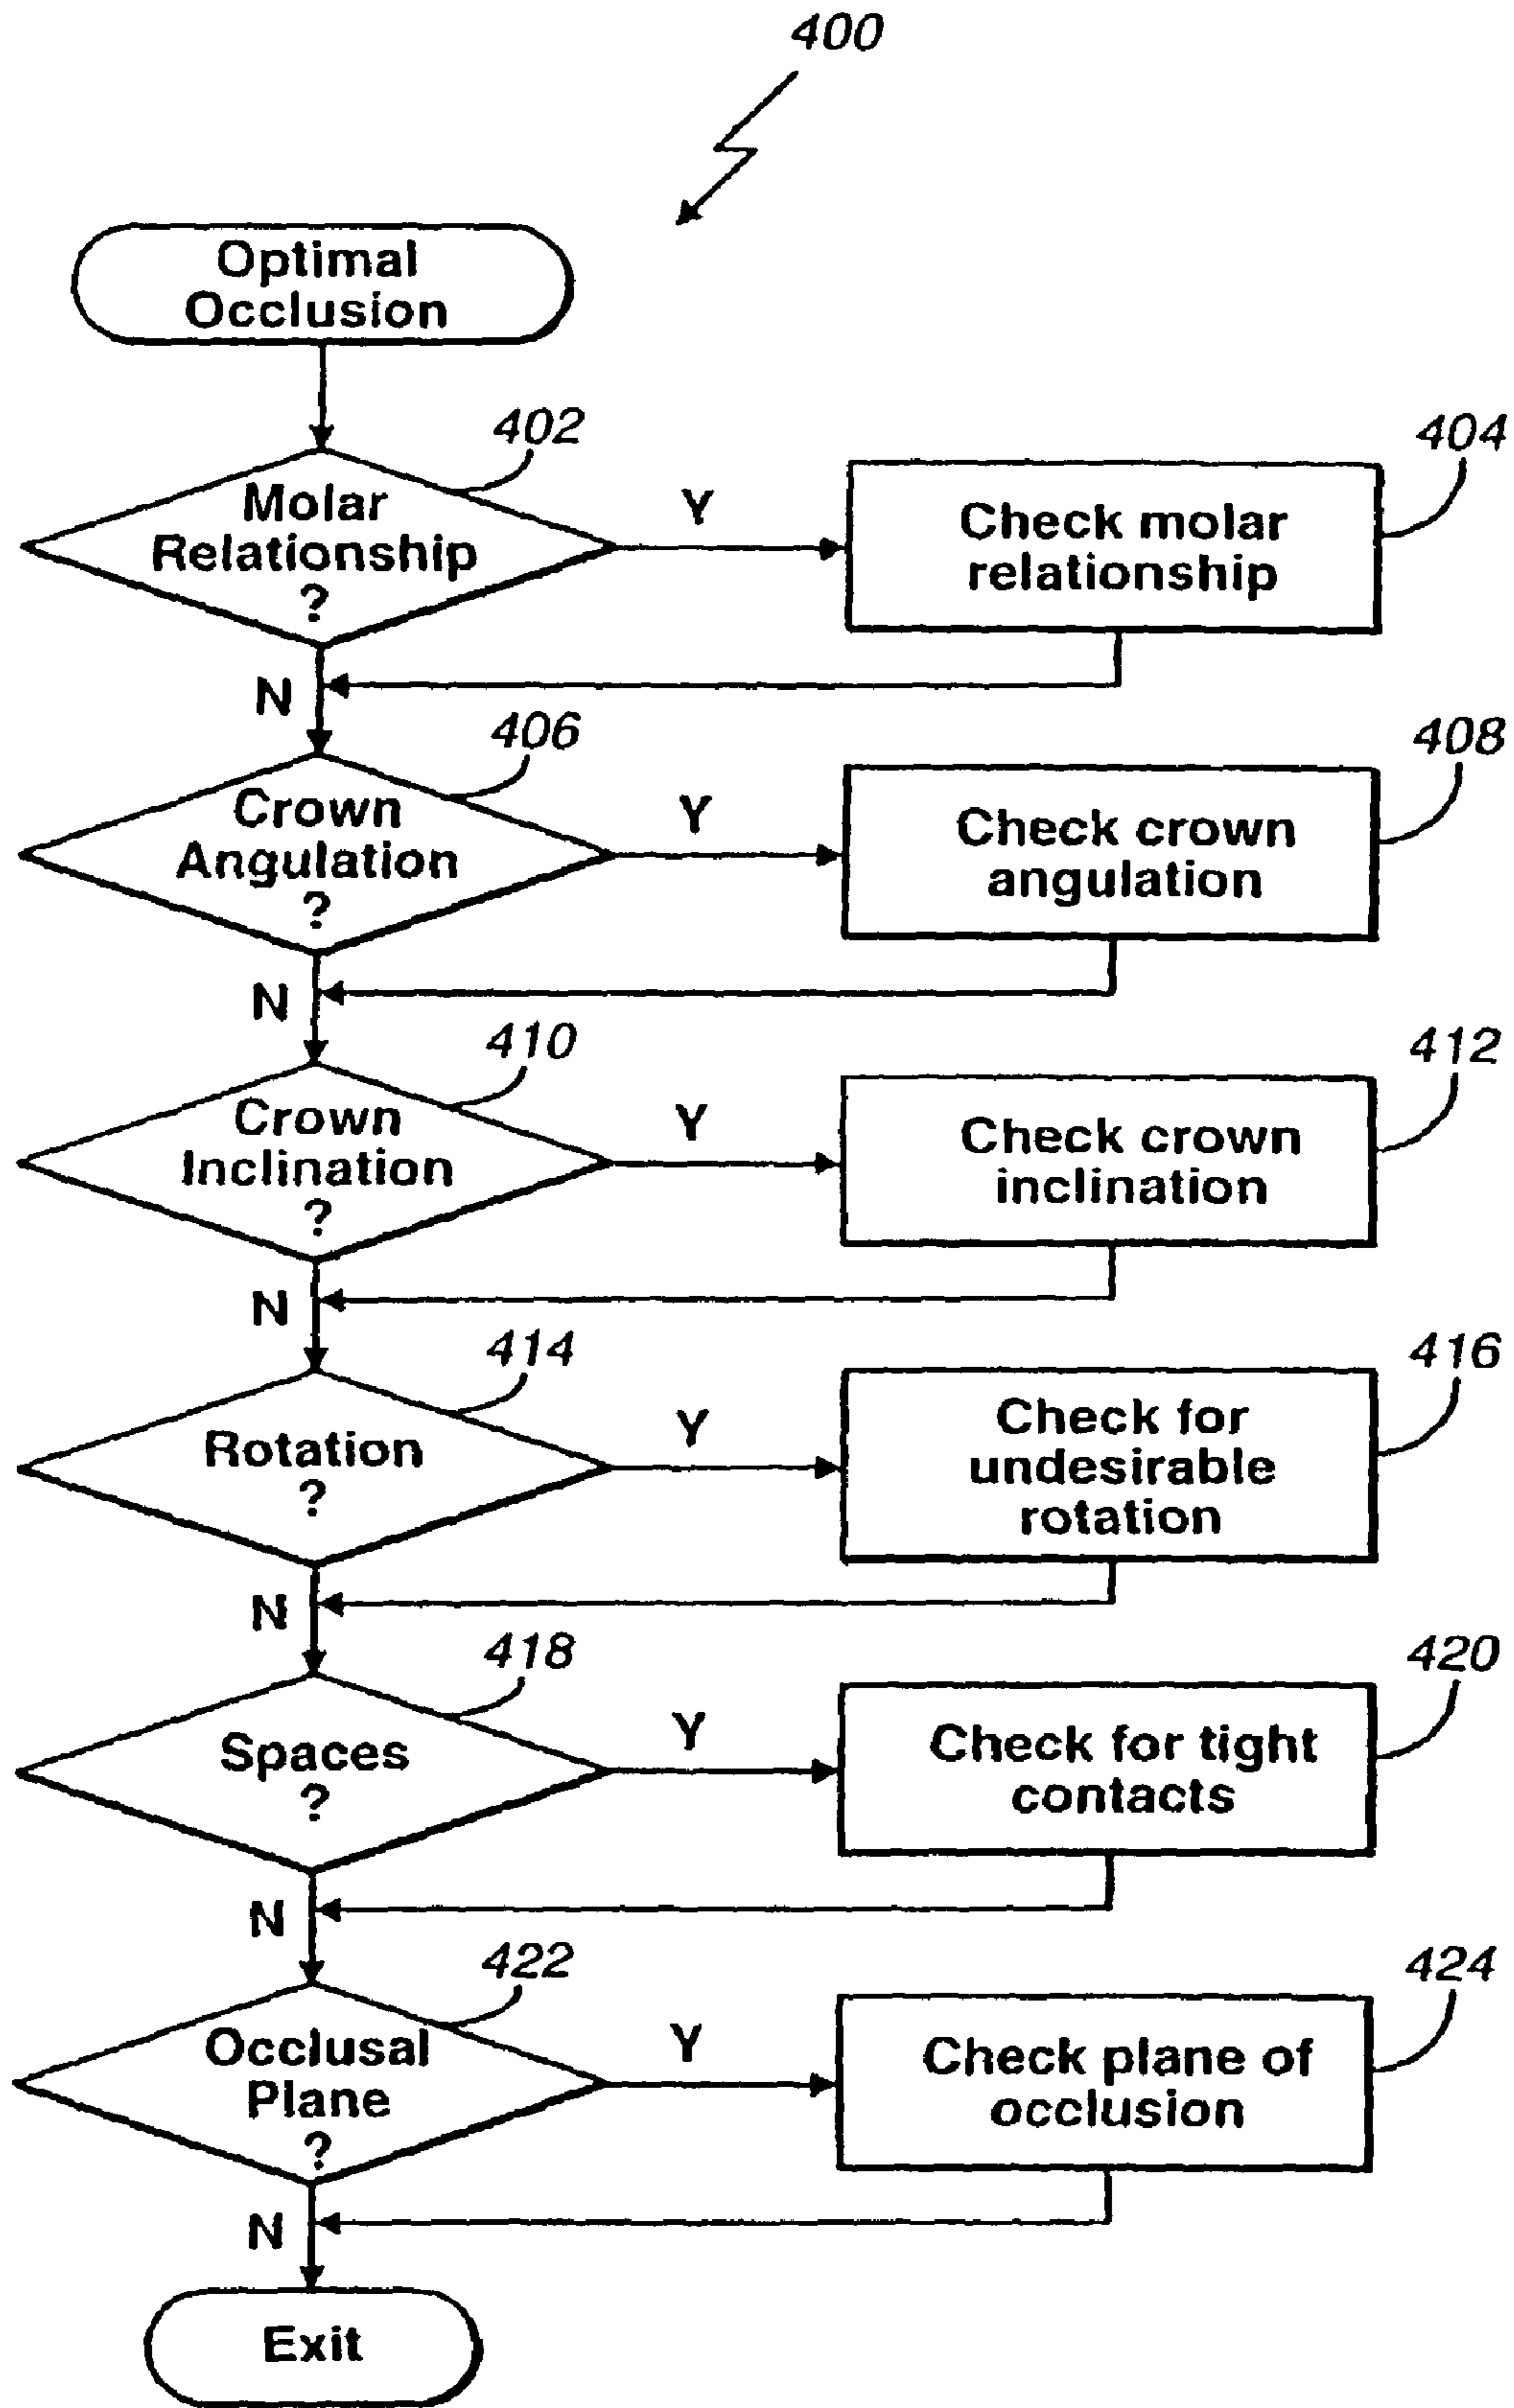 400
Optimal
Occlusion
402
Molar
Relationship
?
Y
404
Check molar
relationship
N
406
Crown
Angulation
?
Y
408
Check crown
angulation
N
410
Crown
Inclination
?
Y
412
Check crown
inclination
N
414
Rotation
?
Y
416
Check for
undesirable
rotation
N
418
Spaces
?
Y
420
Check for tight
contacts
N
422
Occlusal
Plane
?
Y
424
Check plane of
occlusion
N
Exit